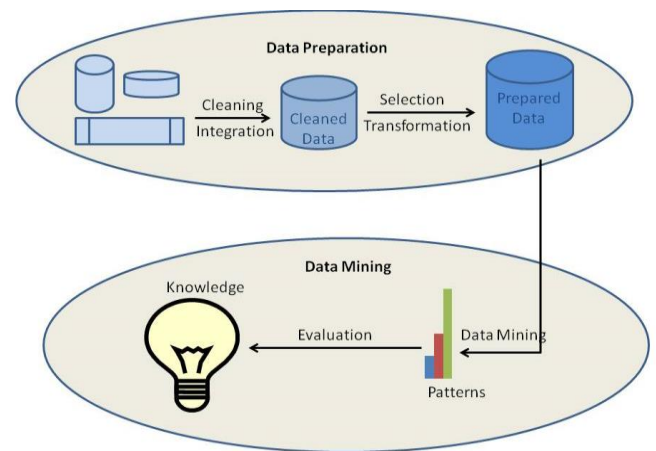 Data Preparation
Cleaning
Integration
Cleaned
Data
Selection
Transformation
Prepared
Data
Data Mining
Knowledge
Evaluation
Data Mining
Patterns